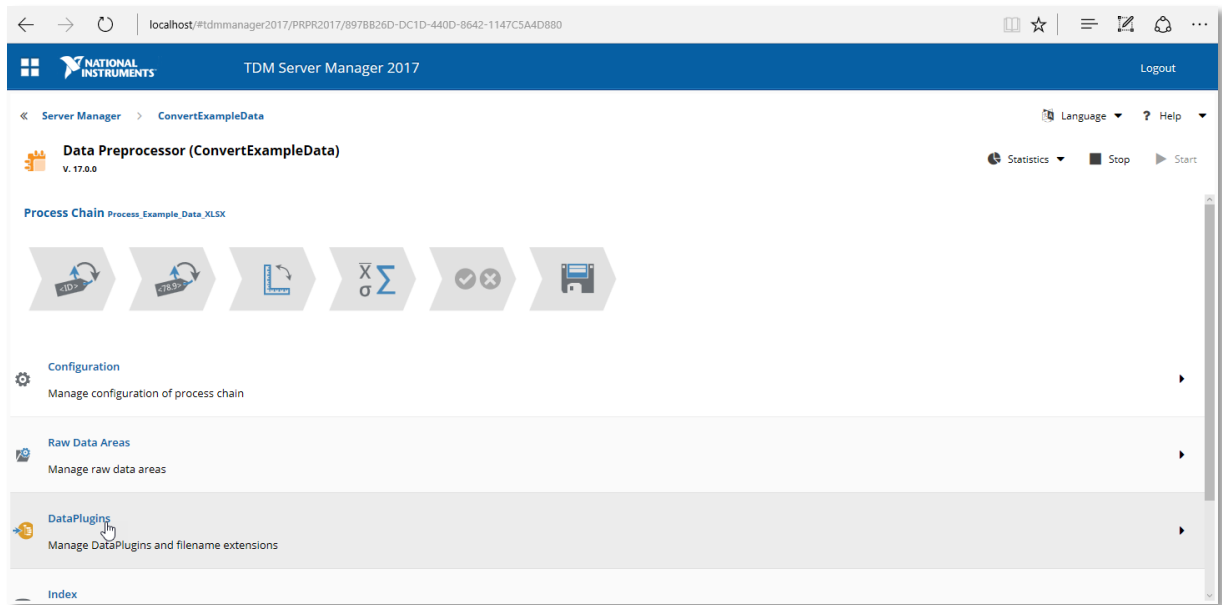 localhost/#tdmmanager2017/PRPR2017/897BB26D-DC1D-440D-8642-1147C5A4D880
NATIONAL
INSTRUMENTS
TDM Server Manager 2017
Logout
« Server Manager > ConvertExampleData
Language
? Help
Data Preprocessor (ConvertExampleData)
V. 17.0.0
Statistics
Stop
Start
Process Chain Process_Example_Data_XLSX
<ID>
<78.9>
X̅ Σ
σ
Configuration
Manage configuration of process chain
Raw Data Areas
Manage raw data areas
DataPlugins
Manage DataPlugins and filename extensions
Index